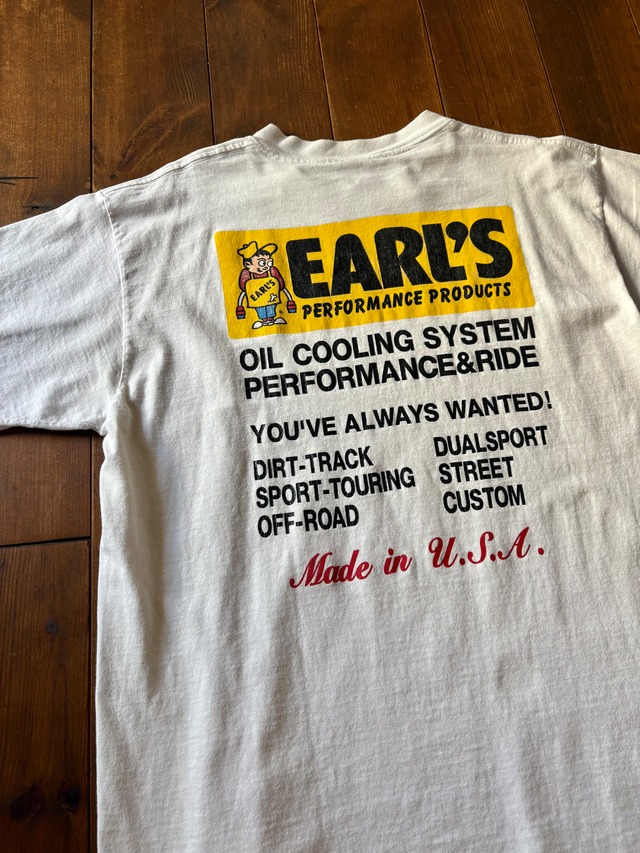 EARL'S
EARL'S
PERFORMANCE PRODUCTS
OIL COOLING SYSTEM
PERFORMANCE&RIDE
YOU'VE ALWAYS WANTED!
DIRT-TRACK DUALSPORT
SPORT-TOURING STREET
OFF-ROAD CUSTOM
Made in U.S.A.